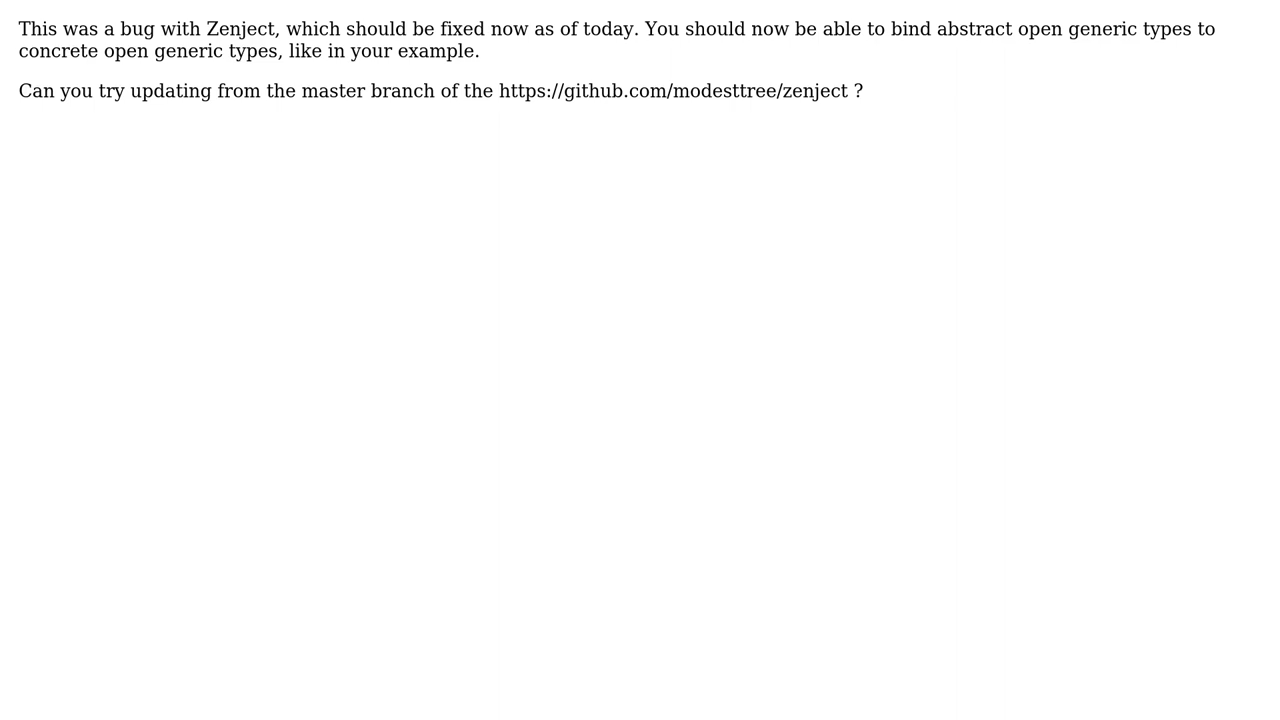 This was a bug with Zenject, which should be fixed now as of today. You should now be able to bind abstract open generic types to
concrete open generic types, like in your example.
Can you try updating from the master branch of the https://github.com/modesttree/zenject ?